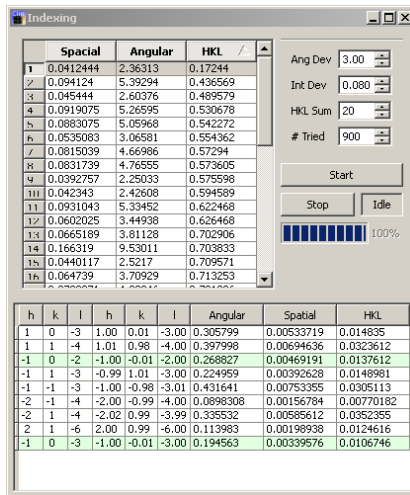 Indexing
Spacial Angular HKL
1 0.0412444 2.36313 0.17244
2 0.094124 5.39294 0.436569
3 0.045444 2.60376 0.489579
4 0.0919075 5.26595 0.530678
5 0.0883075 5.05968 0.542272
6 0.0535083 3.06581 0.554362
7 0.0815039 4.66986 0.57294
8 0.0831739 4.76555 0.573605
9 0.0392757 2.25033 0.575598
10 0.042343 2.42608 0.594589
11 0.0931043 5.33452 0.622468
12 0.0602025 3.44938 0.626468
13 0.0665189 3.81128 0.702906
14 0.166319 9.53011 0.703833
15 0.0440117 2.5217 0.709571
16 0.064739 3.70929 0.713253
Ang Dev 3.00
Int Dev 0.080
HKL Sum 20
# Tried 900
Start
Stop Idle
100%
h k l h k l Angular Spatial HKL
1 0 -3 1.00 0.01 -3.00 0.305799 0.00533719 0.014835
1 1 -4 1.01 0.98 -4.00 0.397998 0.00694636 0.0323612
-1 0 -2 -1.00 -0.01 -2.00 0.268827 0.00469191 0.0137612
-1 1 -3 -0.99 1.01 -3.00 0.224959 0.00392628 0.0148981
-1 -1 -3 -1.00 -0.98 -3.01 0.431641 0.00753355 0.0305113
-2 -1 -4 -2.00 -0.99 -4.00 0.0898308 0.00156784 0.00770182
-2 1 -4 -2.02 0.99 -3.99 0.335532 0.00585612 0.0352355
2 1 -6 2.00 0.99 -6.00 0.113983 0.00198938 0.0124616
-1 0 -3 -1.00 -0.01 -3.00 0.194563 0.00339576 0.0106746